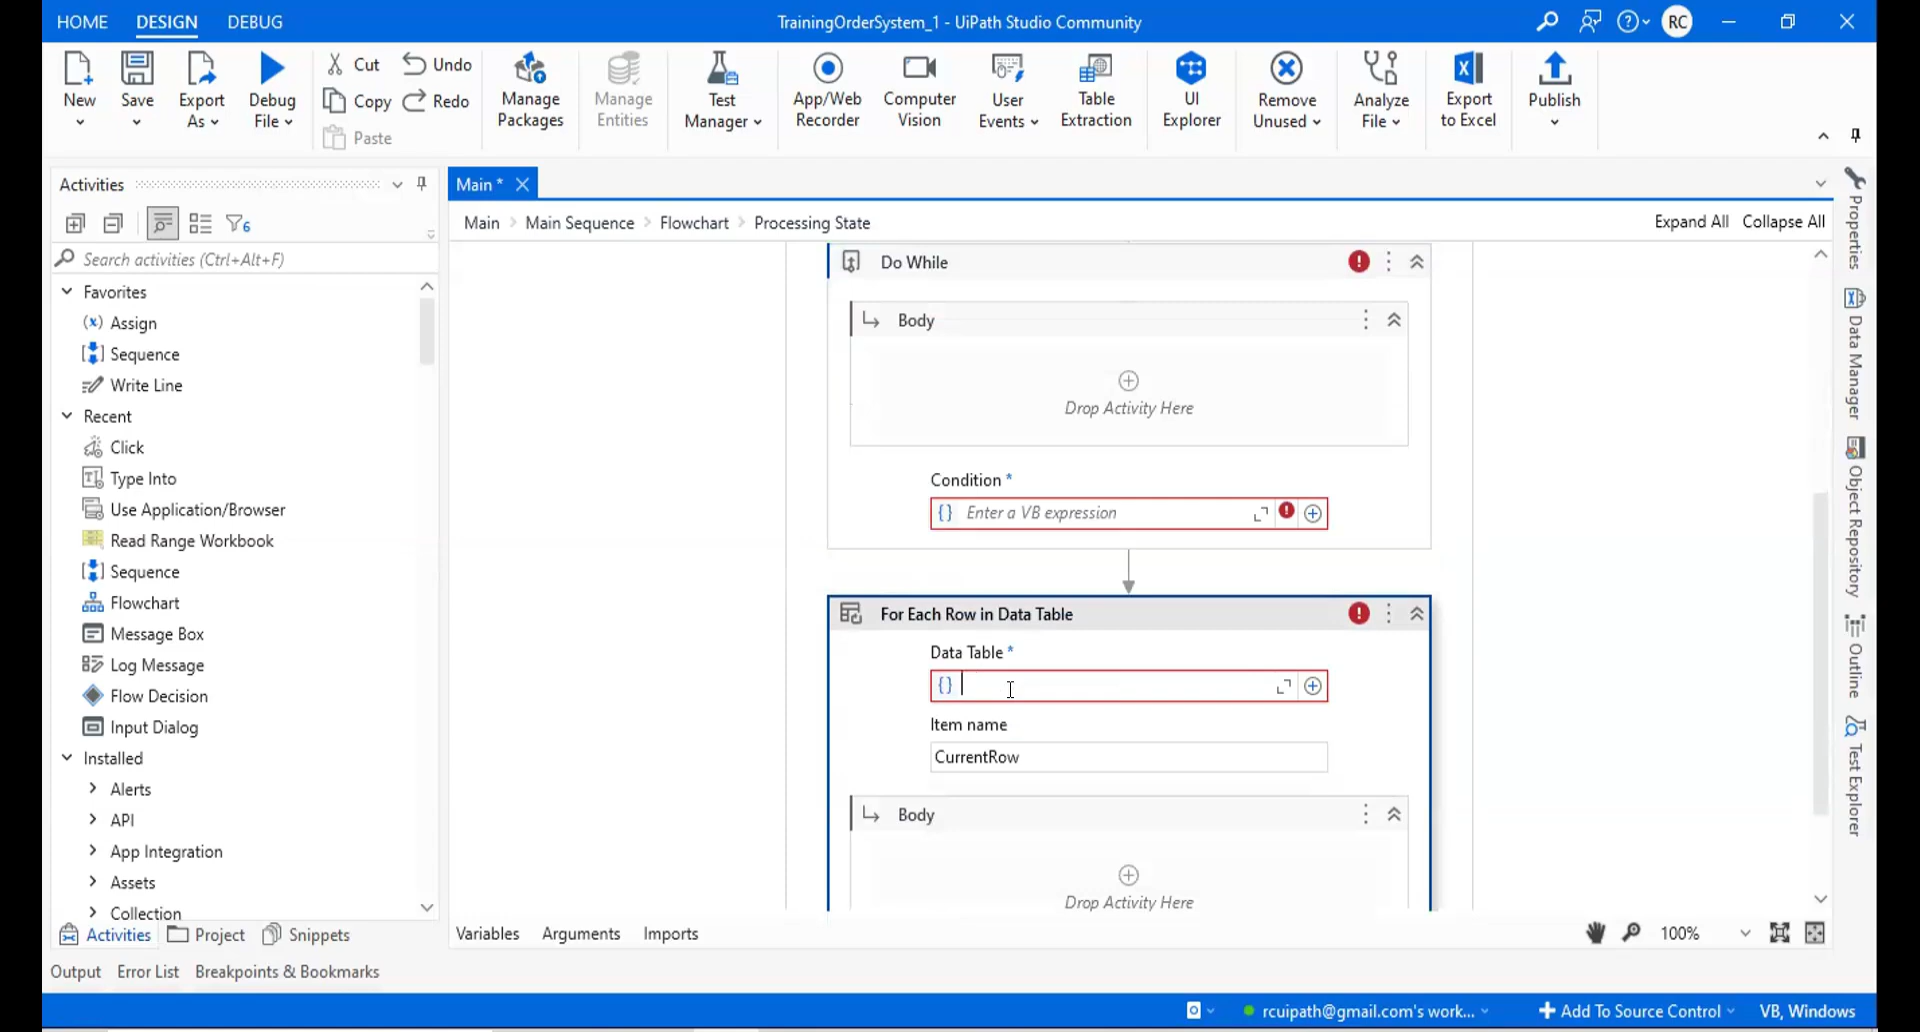 HOME DESIGN DEBUG TrainingOrderSystem_1 - UiPath Studio Community RC
New
Save
Export As
Debug File
Cut
Copy
Paste
Undo
Redo
Manage Packages
Manage Entities
Test Manager
App/Web Recorder
Computer Vision
User Events
Table Extraction
UI Explorer
Remove Unused
Analyze File
Export to Excel
Publish
Activities
6
Search activities (Ctrl+Alt+F)
Favorites
Assign
Sequence
Write Line
Recent
Click
Type Into
Use Application/Browser
Read Range Workbook
Sequence
Flowchart
Message Box
Log Message
Flow Decision
Input Dialog
Installed
Alerts
API
App Integration
Assets
Collection
Activities Project Snippets
Main *
Main Main Sequence Flowchart Processing State Expand All Collapse All
Do While
Body
Drop Activity Here
Condition *
Enter a VB expression
For Each Row in Data Table
Data Table *
Item name
CurrentRow
Body
Drop Activity Here
Variables Arguments Imports 100%
Properties
Data Manager
Object Repository
Outline
Test Explorer
Output Error List Breakpoints & Bookmarks
rcuipath@gmail.com's work... Add To Source Control VB, Windows